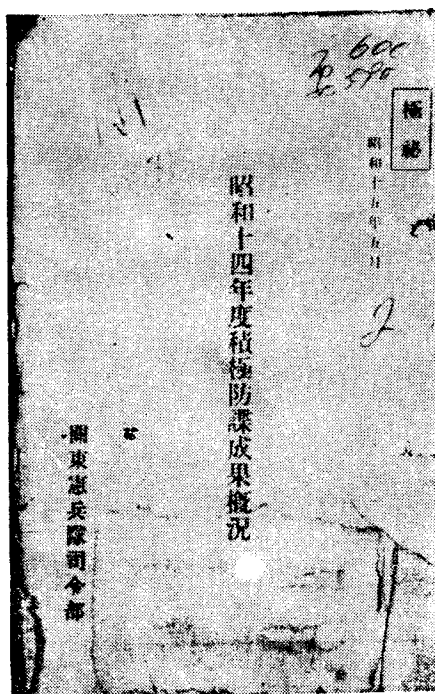 極秘
昭和十五年五月
昭和十四年度積極防諜成果概況
關東憲兵隊司令部